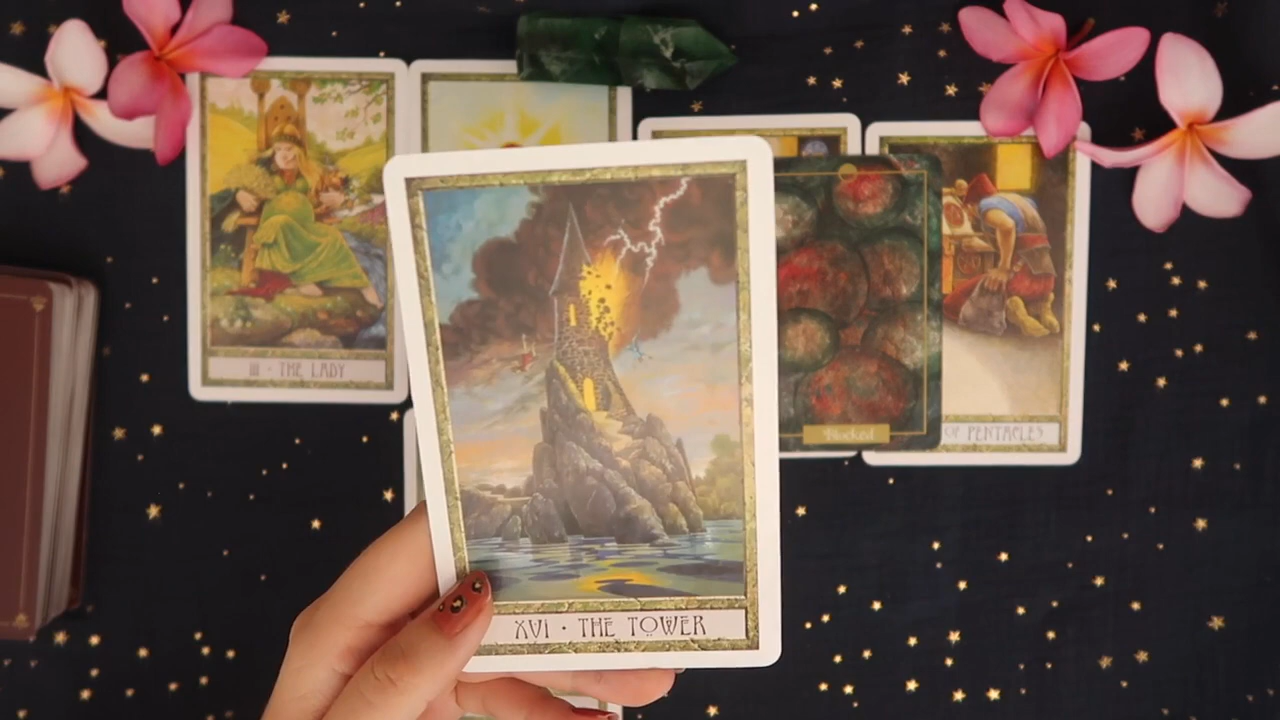 III • THE LADY
XVI • THE TOWER
Blocked
OF PENTACLES